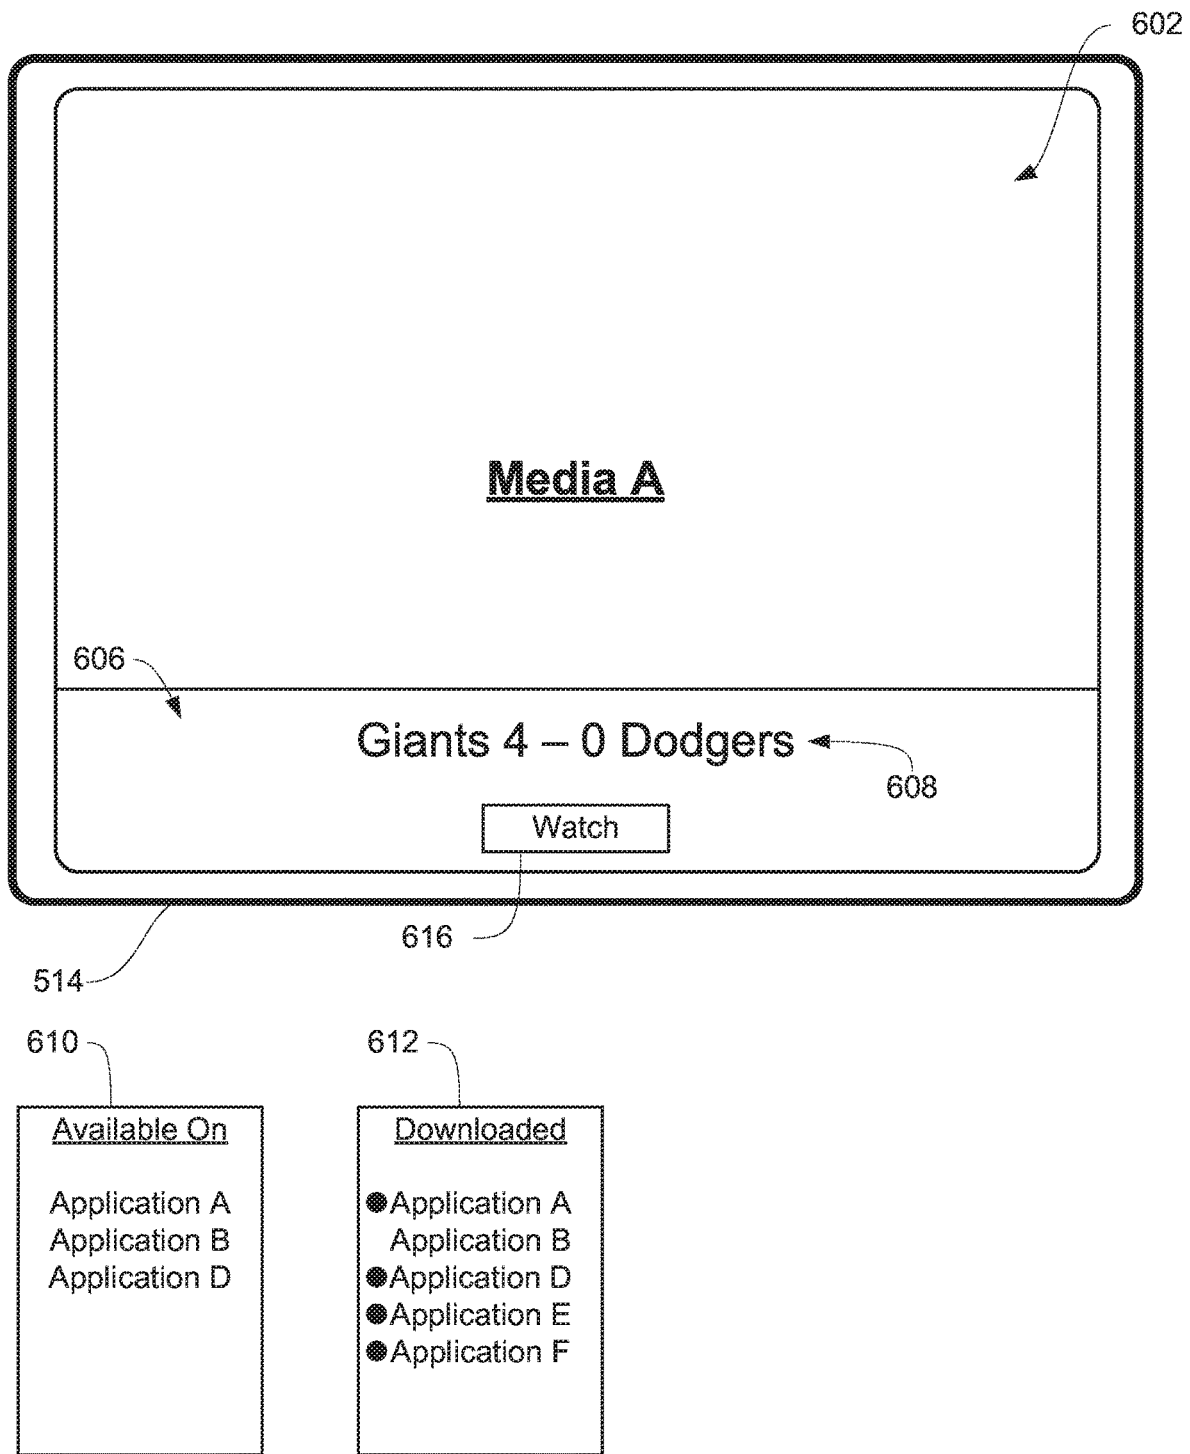 602
Media A
606
Giants 4 – 0 Dodgers
608
Watch
616
514
610
612
Available On
Application A
Application B
Application D
Downloaded
●Application A
Application B
●Application D
●Application E
●Application F